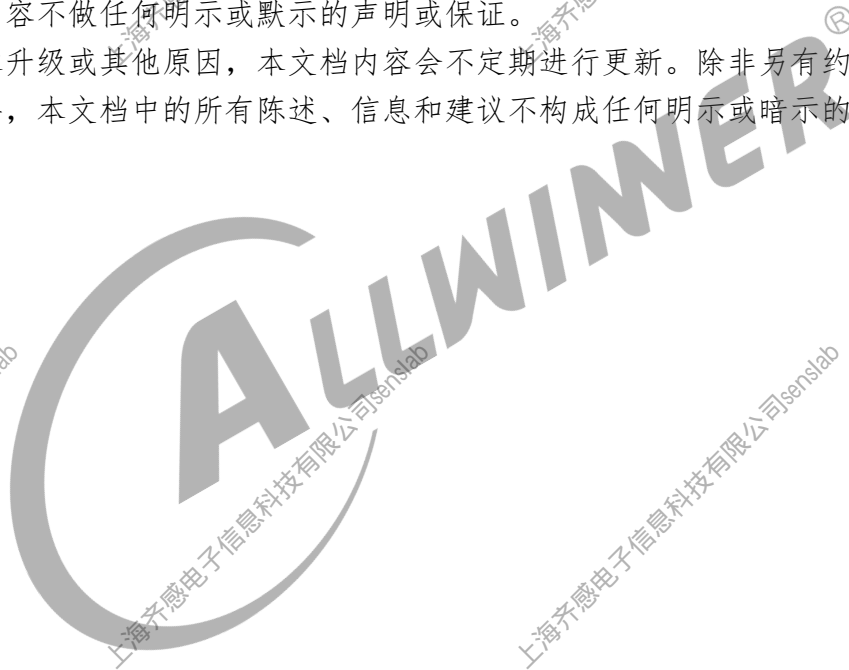 容不做任何明示或默示的声明或保证。
升级或其他原因，本文档内容会不定期进行更新。除非另有约
，本文档中的所有陈述、信息和建议不构成任何明示或暗示的
ALLWINNER®
上海齐感电子信息科技有限公司senslab
上海齐感电子信息科技有限公司senslab